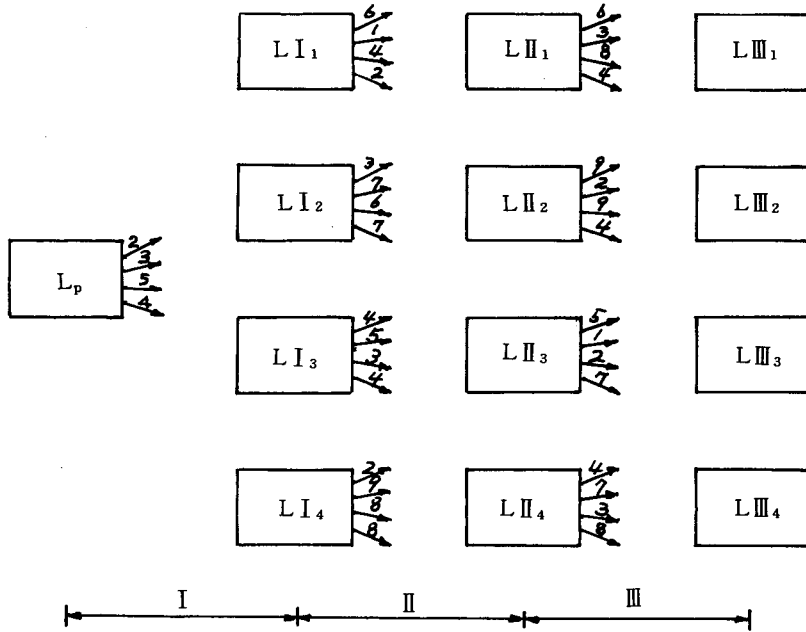 6 6
1 3
LⅠ₁ 4 LⅡ₁ 8 LⅢ₁
2 4
3 9
7 2
LⅠ₂ 6 LⅡ₂ 9 LⅢ₂
7 4
2
3
Lₚ 5
4
4 5
5 1
LⅠ₃ 3 LⅡ₃ 2 LⅢ₃
4 7
2 4
9 7
LⅠ₄ 8 LⅡ₄ 3 LⅢ₄
8 8
Ⅰ Ⅱ Ⅲ